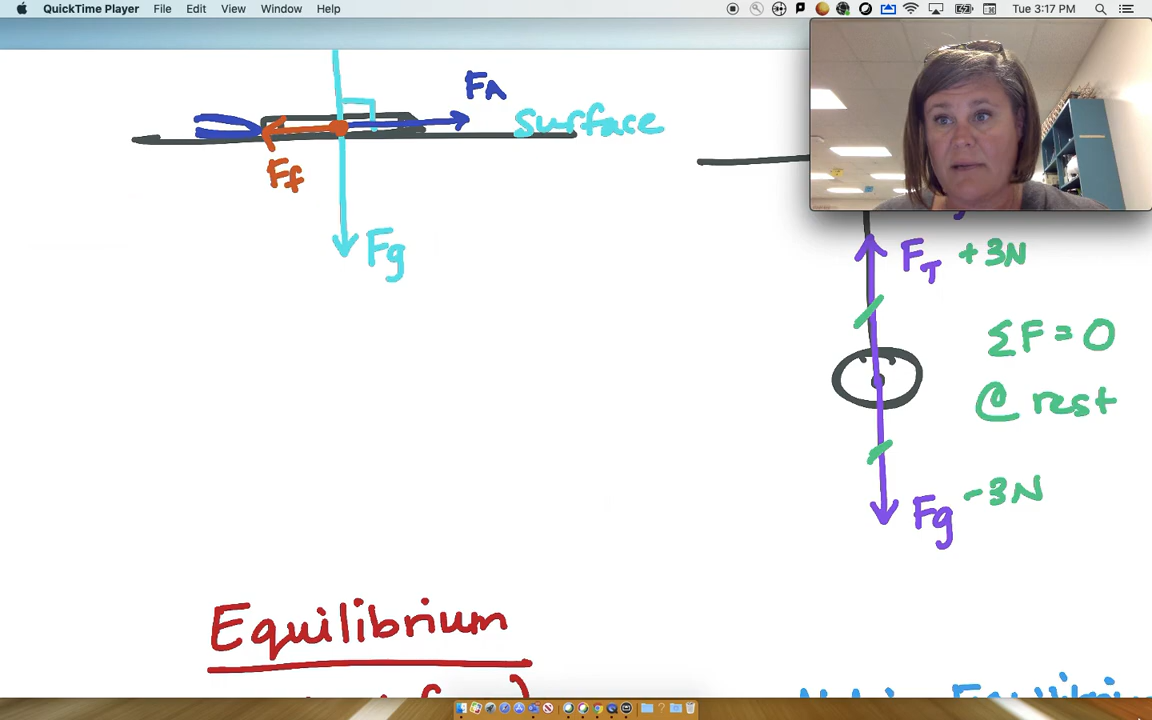 QuickTime Player File Edit View Window Help Tue 3:17 PM
FA
surface
Ff
Fg
FT +3N
ΣF = 0
@ rest
Fg -3N
Equilibrium